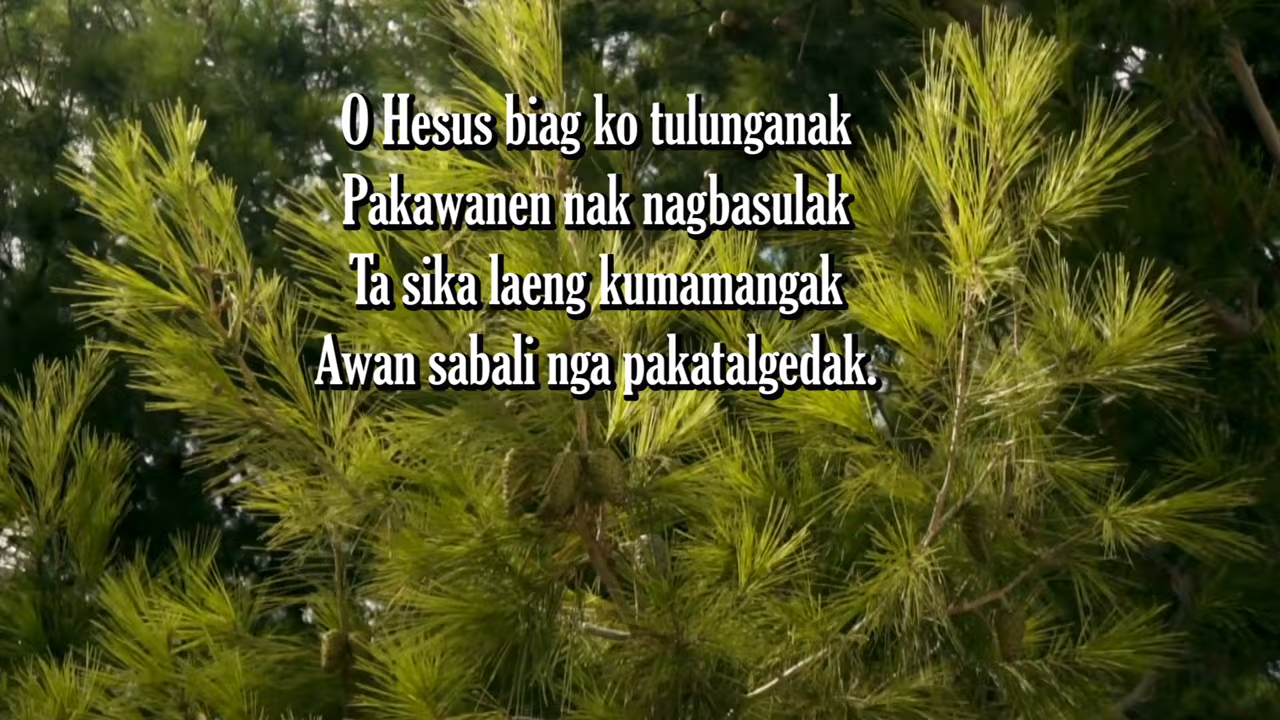 O Hesus biag ko tulunganak
Pakawanen nak nagbasulak
Ta sika laeng kumamangak
Awan sabali nga pakatalgedak.